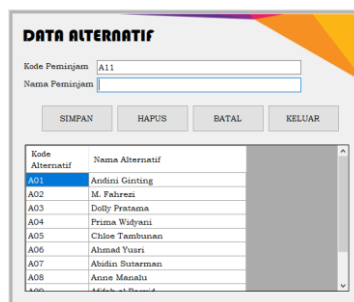 DATA ALTERNATIF
Kode Peminjam A11
Nama Peminjam
SIMPAN HAPUS BATAL KELUAR
Kode Alternatif Nama Alternatif
A01 Andini Ginting
A02 M. Fahrezi
A03 Dolly Pratama
A04 Prima Widyani
A05 Chloe Tambunan
A06 Ahmad Yusri
A07 Abidin Sutarman
A08 Anne Manalu